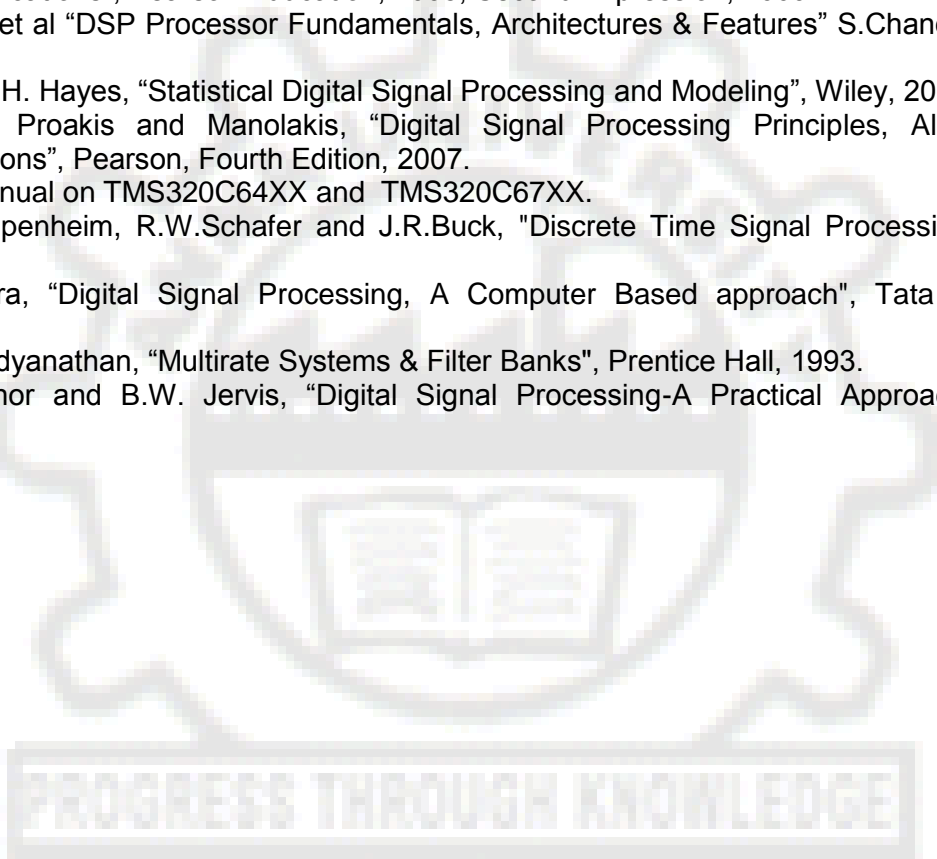 et al “DSP Processor Fundamentals, Architectures & Features” S.Chan
H. Hayes, “Statistical Digital Signal Processing and Modeling”, Wiley, 20
Proakis and Manolakis, “Digital Signal Processing Principles, Al
ons”, Pearson, Fourth Edition, 2007.
nual on TMS320C64XX and TMS320C67XX.
penheim, R.W.Schafer and J.R.Buck, "Discrete Time Signal Processi
ra, “Digital Signal Processing, A Computer Based approach", Tata
dyanathan, “Multirate Systems & Filter Banks", Prentice Hall, 1993.
nor and B.W. Jervis, “Digital Signal Processing-A Practical Approa
PROGRESS THROUGH KNOWLEDGE